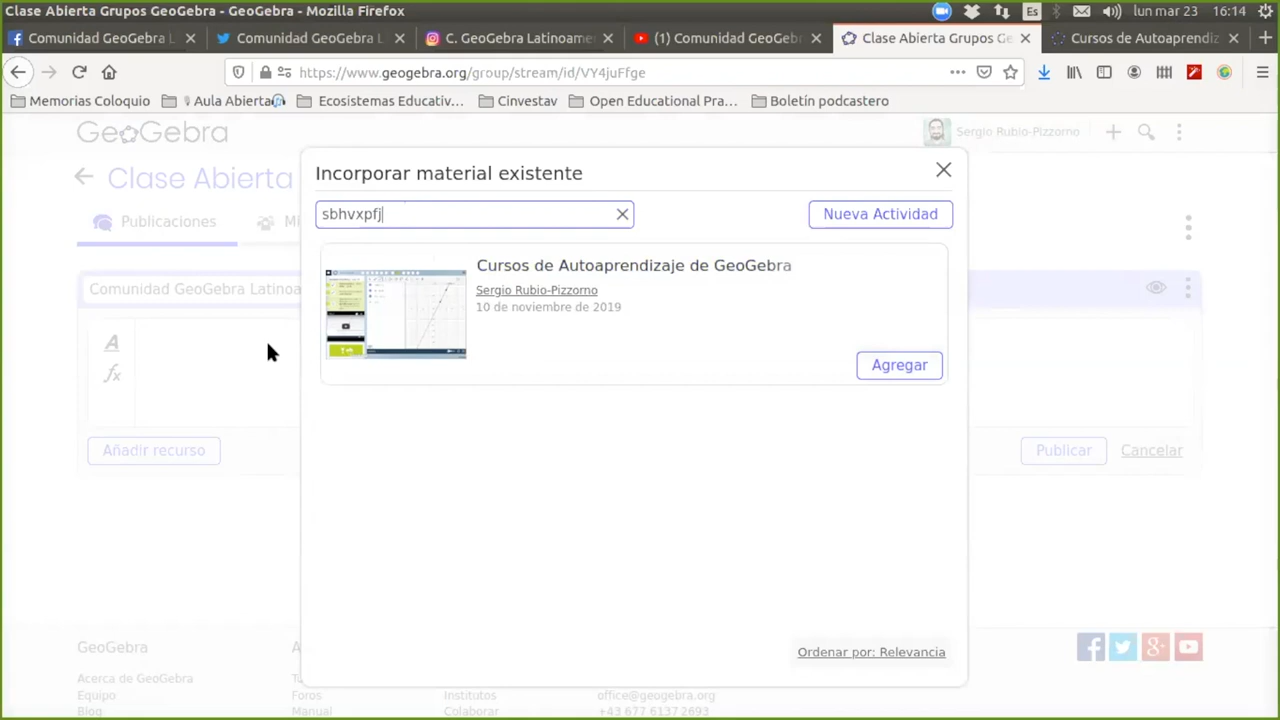 Clase Abierta Grupos GeoGebra - GeoGebra - Mozilla Firefox
Es
lun mar 23
16:14
Comunidad GeoGebra L
Comunidad GeoGebra L
C. GeoGebra Latinoame
(1) Comunidad GeoGeb
Clase Abierta Grupos Ge
Cursos de Autoaprendiz
https://www.geogebra.org/group/stream/id/VY4juFfge
Memorias Coloquio
Aula Abierta
Ecosistemas Educativ...
Cinvestav
Open Educational Pra...
Boletín podcastero
GeoGebra
Sergio Rubio-Pizzorno
Clase Abierta
Incorporar material existente
Publicaciones
Mi
sbhvxpfj
Nueva Actividad
Comunidad GeoGebra Latinoa
Cursos de Autoaprendizaje de GeoGebra
Sergio Rubio-Pizzorno
10 de noviembre de 2019
Agregar
Añadir recurso
Publicar
Cancelar
Ordenar por: Relevancia
GeoGebra
A
Acerca de GeoGebra
Equipo
Foros
Institutos
office@geogebra.org
Blog
Manual
Colaborar
+43 677 6137 2693